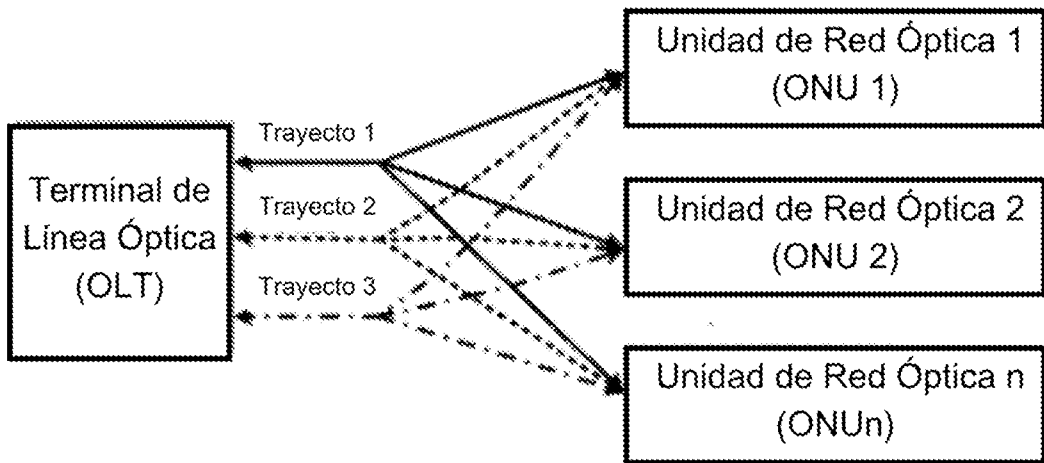 Terminal de
Línea Óptica
(OLT)
Trayecto 1
Trayecto 2
Trayecto 3
Unidad de Red Óptica 1
(ONU 1)
Unidad de Red Óptica 2
(ONU 2)
Unidad de Red Óptica n
(ONUn)